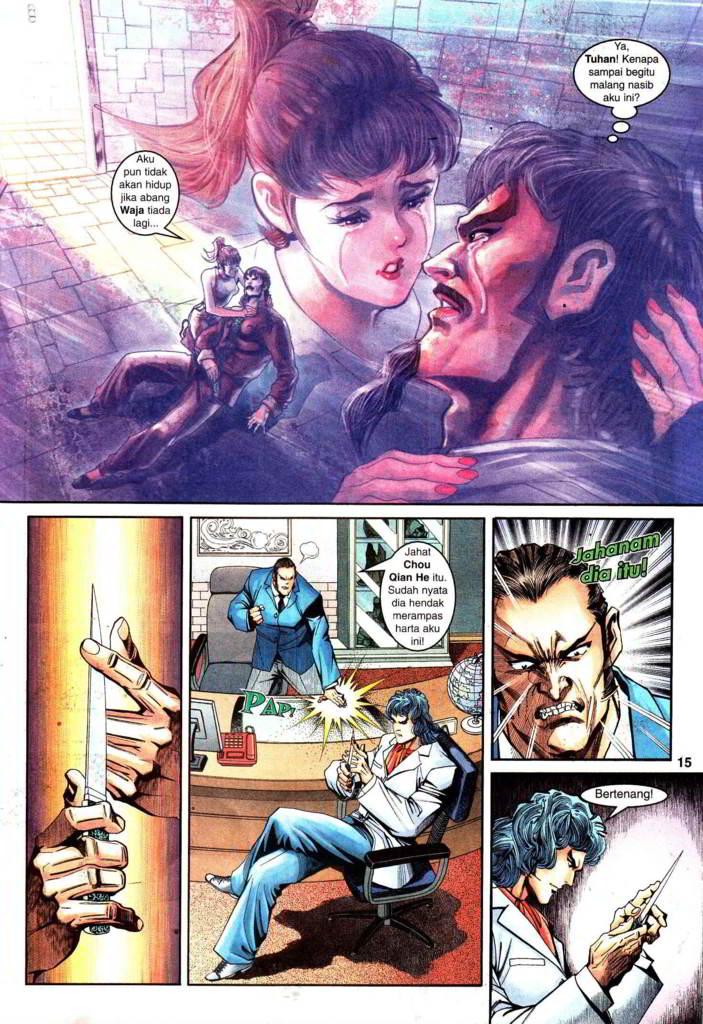 Ya,
Tuhan! Kenapa
sampai begitu
malang nasib
aku ini?
Aku
pun tidak
akan hidup
jika abang
Waja tiada
lagi...
Jahat
Chou
Qian He itu.
Sudah nyata
dia hendak
merampas
harta aku
ini!
PAP!
Jahanam
dia itu!
15
Bertenang!